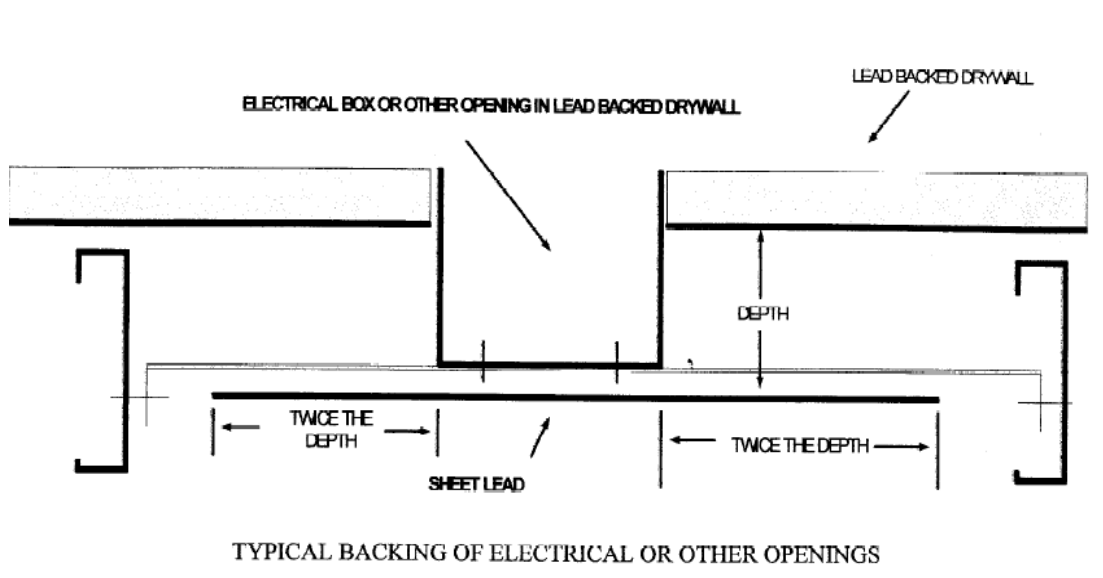 LEAD BACKED DRYWALL
ELECTRICAL BOX OR OTHER OPENING IN LEAD BACKED DRYWALL
DEPTH
TWICE THE
DEPTH
TWICE THE DEPTH
SHEET LEAD
TYPICAL BACKING OF ELECTRICAL OR OTHER OPENINGS